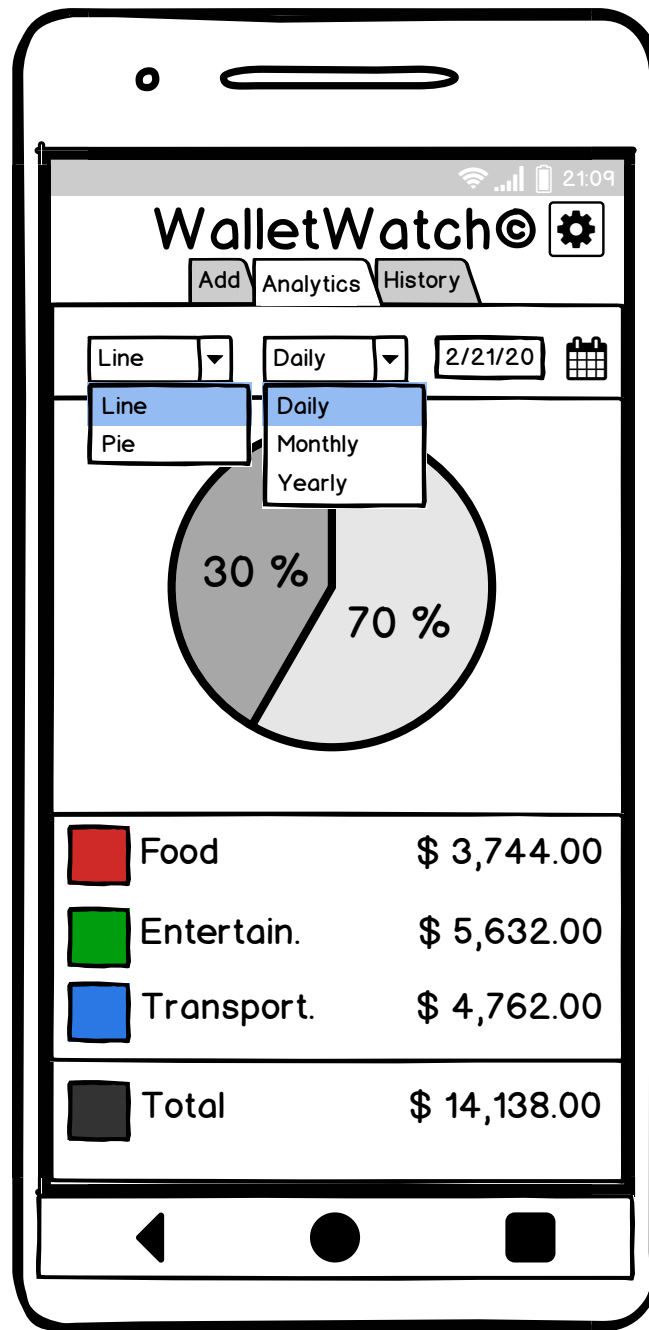 21:09
WalletWatch©
Add Analytics History
Line Daily 2/21/20
Line Daily
Pie Monthly
Yearly
30 %
70 %
Food $ 3,744.00
Entertain. $ 5,632.00
Transport. $ 4,762.00
Total $ 14,138.00